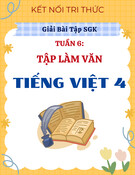 KẾT NỐI TRI THỨC
Giải Bài Tập SGK
TUẦN 6:
TẬP LÀM VĂN
TIẾNG VIỆT 4